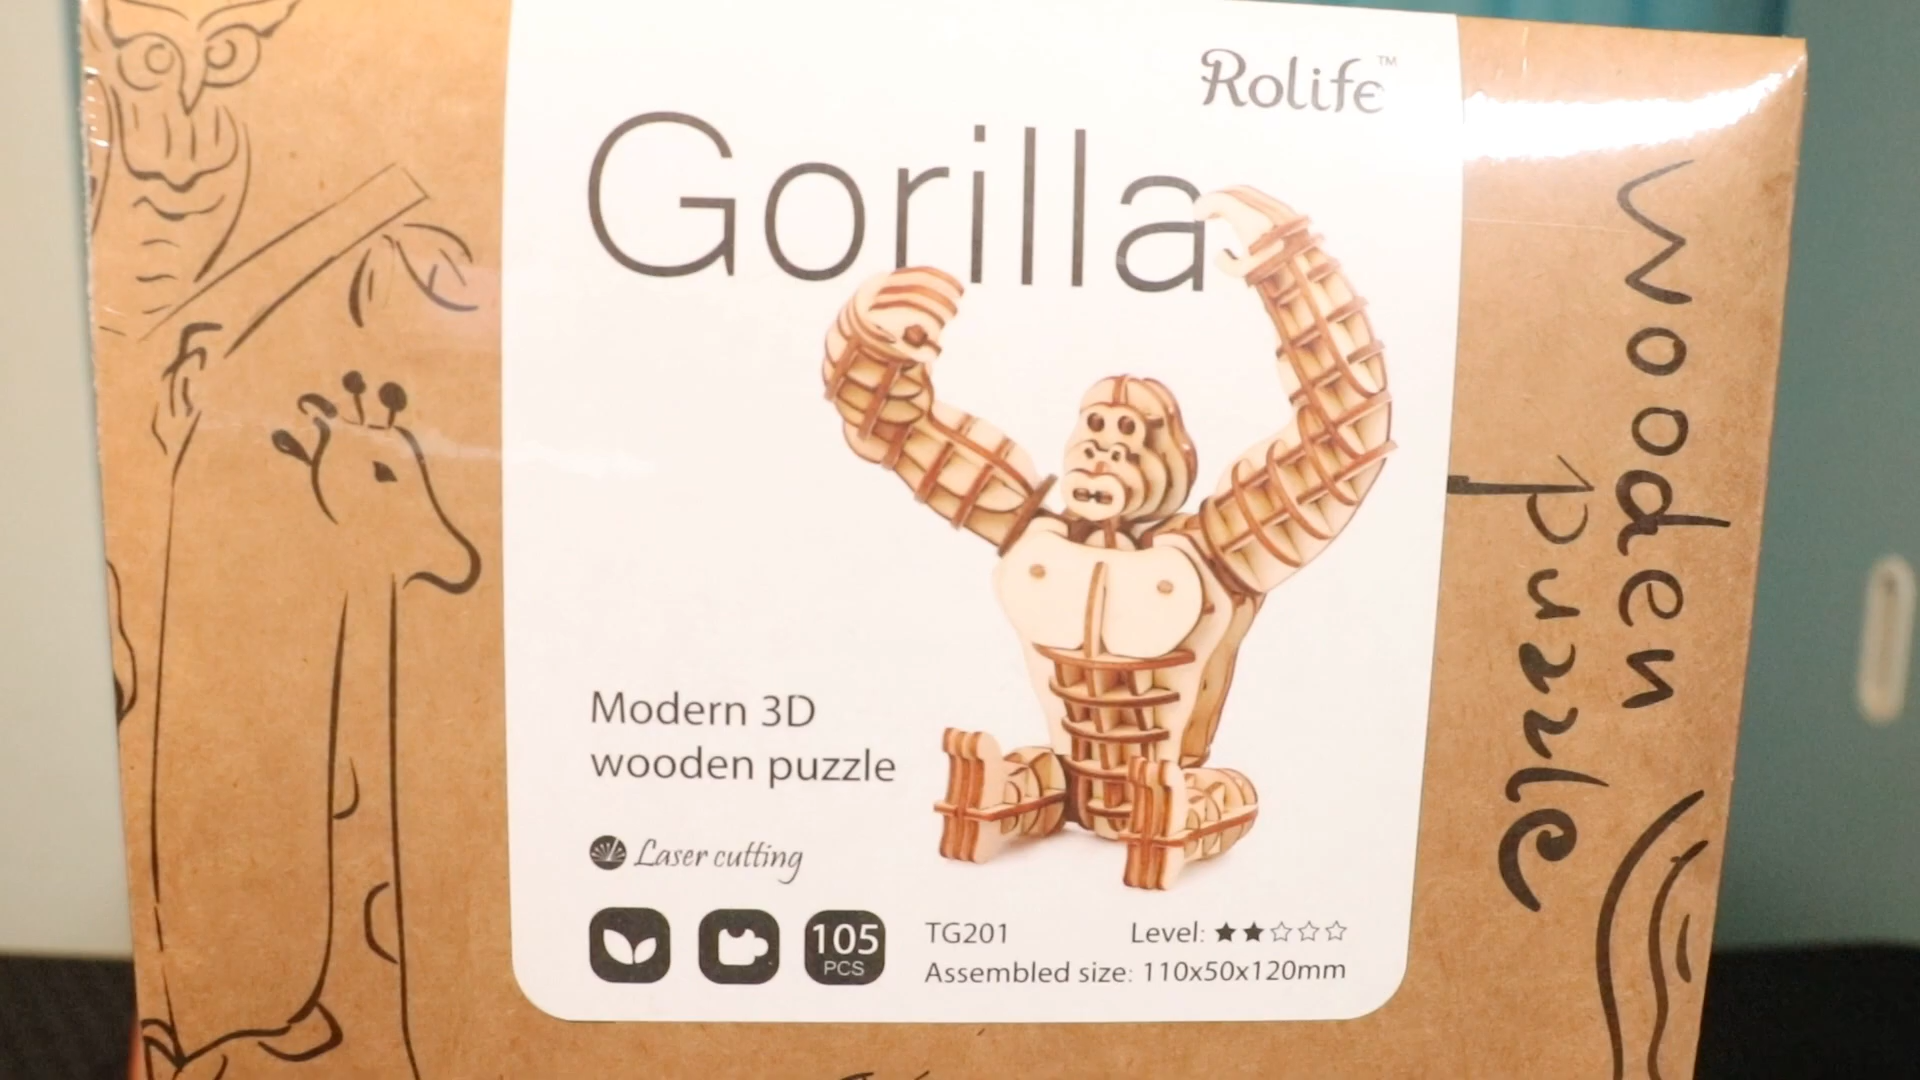 Rolife™
Gorilla
Modern 3D
wooden puzzle
Laser cutting
105
PCS
TG201
Level:
Assembled size: 110x50x120mm
wooden
puzzle